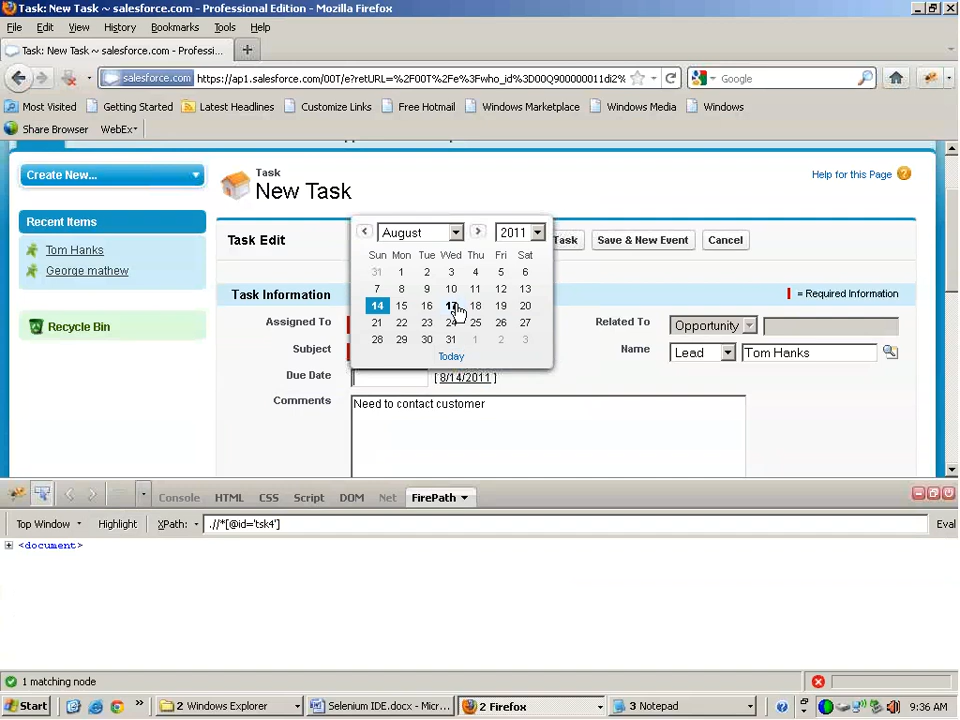 Task: New Task ~ salesforce.com - Professional Edition - Mozilla Firefox
File Edit View History Bookmarks Tools Help
Task: New Task ~ salesforce.com - Professi... +
salesforce.com https://ap1.salesforce.com/00T/e?retURL=%2F00T%2Fe%3Fwho_id%3D00Q900000011di2% Google
Most Visited Getting Started Latest Headlines Customize Links Free Hotmail Windows Marketplace Windows Media Windows
Share Browser WebEx
Create New...
Task
New Task
Help for this Page ?
Recent Items
Tom Hanks
George mathew
Recycle Bin
Task Edit
Task
Save & New Event
Cancel
August 2011
Sun Mon Tue Wed Thu Fri Sat
31 1 2 3 4 5 6
7 8 9 10 11 12 13
14 15 16 17 18 19 20
21 22 23 24 25 26 27
28 29 30 31 1 2 3
Today
Task Information
= Required Information
Assigned To
Related To Opportunity
Subject
Name Lead Tom Hanks
Due Date [ 8/14/2011 ]
Comments Need to contact customer
Console HTML CSS Script DOM Net FirePath
Top Window Highlight XPath: .//*[@id='tsk4'] Eval
<document>
1 matching node
Start » 2 Windows Explorer Selenium IDE.docx - Mic... 2 Firefox 3 Notepad 9:36 AM